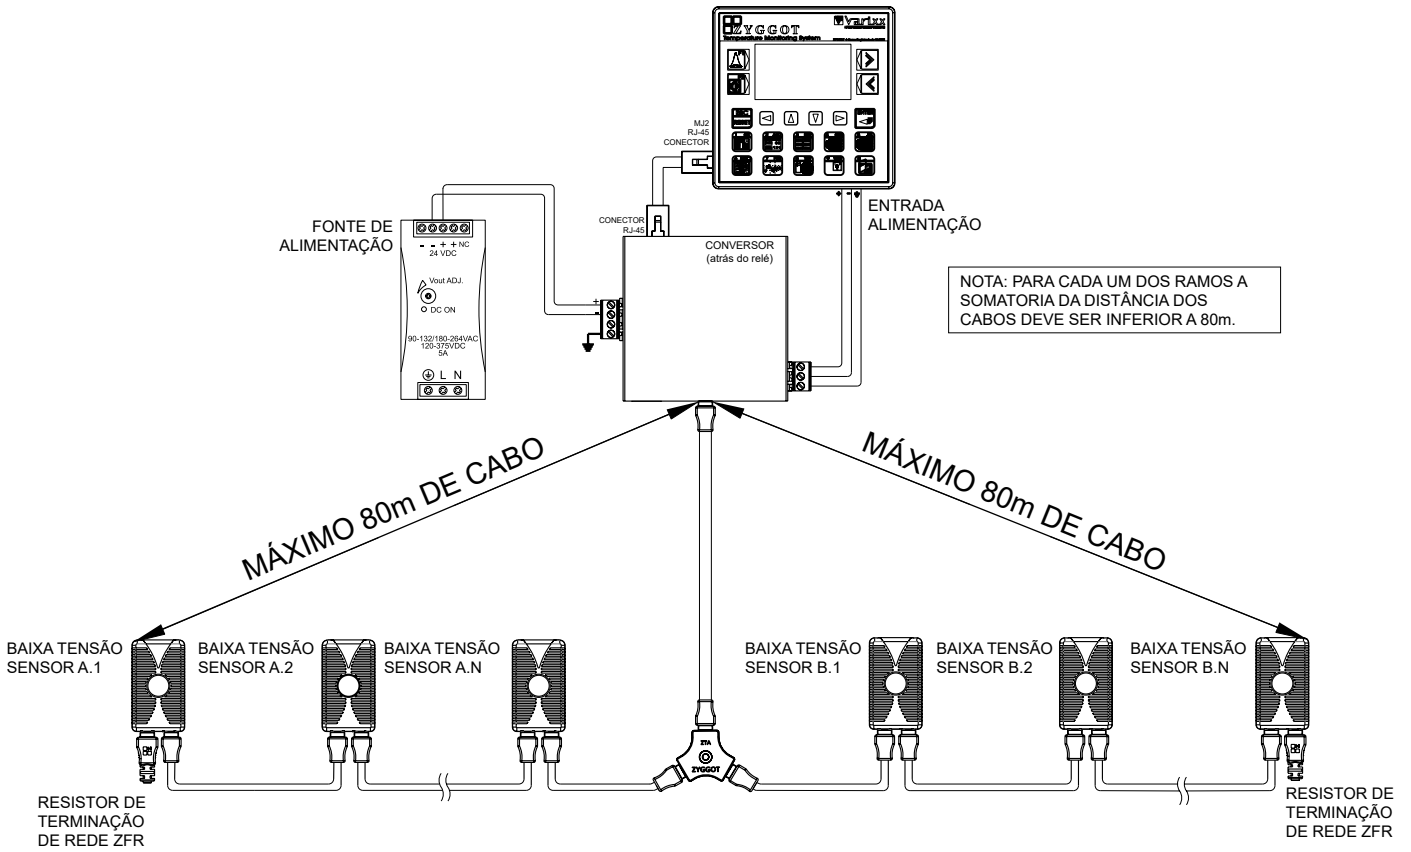 ZYGGOT
Temperature Monitoring System
Varixx
MJ2
RJ-45
CONECTOR
ENTRADA
ALIMENTAÇÃO
+ -
FONTE DE
ALIMENTAÇÃO
- - + + NC
24 VDC
Vout ADJ.
DC ON
90-132/180-264VAC
120-375VDC
5A
L N
CONECTOR
RJ-45
CONVERSOR
(atrás do relé)
+
-
NOTA: PARA CADA UM DOS RAMOS A
SOMATORIA DA DISTÂNCIA DOS
CABOS DEVE SER INFERIOR A 80m.
MÁXIMO 80m DE CABO
MÁXIMO 80m DE CABO
BAIXA TENSÃO
SENSOR A.1
BAIXA TENSÃO
SENSOR A.2
BAIXA TENSÃO
SENSOR A.N
BAIXA TENSÃO
SENSOR B.1
BAIXA TENSÃO
SENSOR B.2
BAIXA TENSÃO
SENSOR B.N
ZTA
ZYGGOT
RESISTOR DE
TERMINAÇÃO
DE REDE ZFR
RESISTOR DE
TERMINAÇÃO
DE REDE ZFR